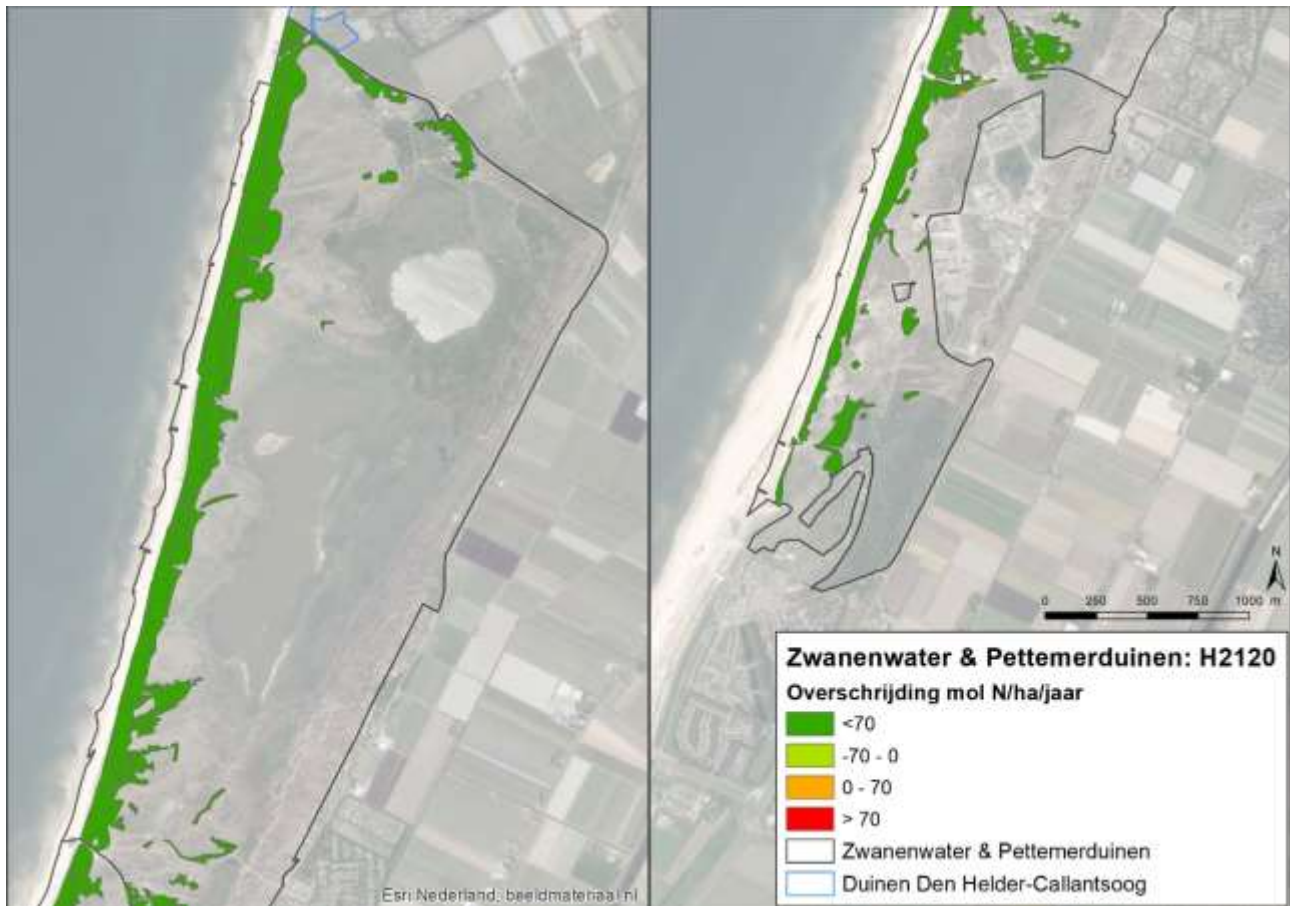 N
0 250 500 750 1000 m
Zwanenwater & Pettemerduinen: H2120
Overschrijding mol N/ha/jaar
<70
-70 - 0
0 - 70
> 70
Zwanenwater & Pettemerduinen
Duinen Den Helder-Callantsoog
Esri Nederland, beeldmateriaal.nl